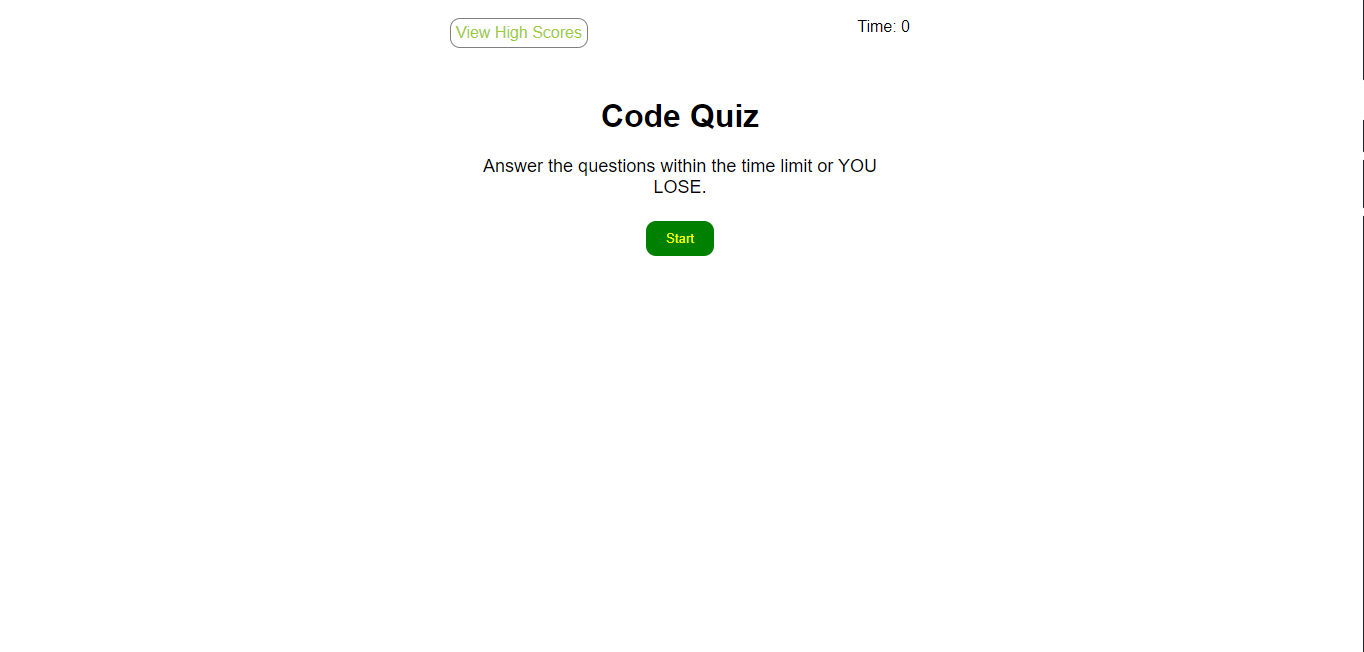 View High Scores
Time: 0
Code Quiz
Answer the questions within the time limit or YOU
LOSE.
Start